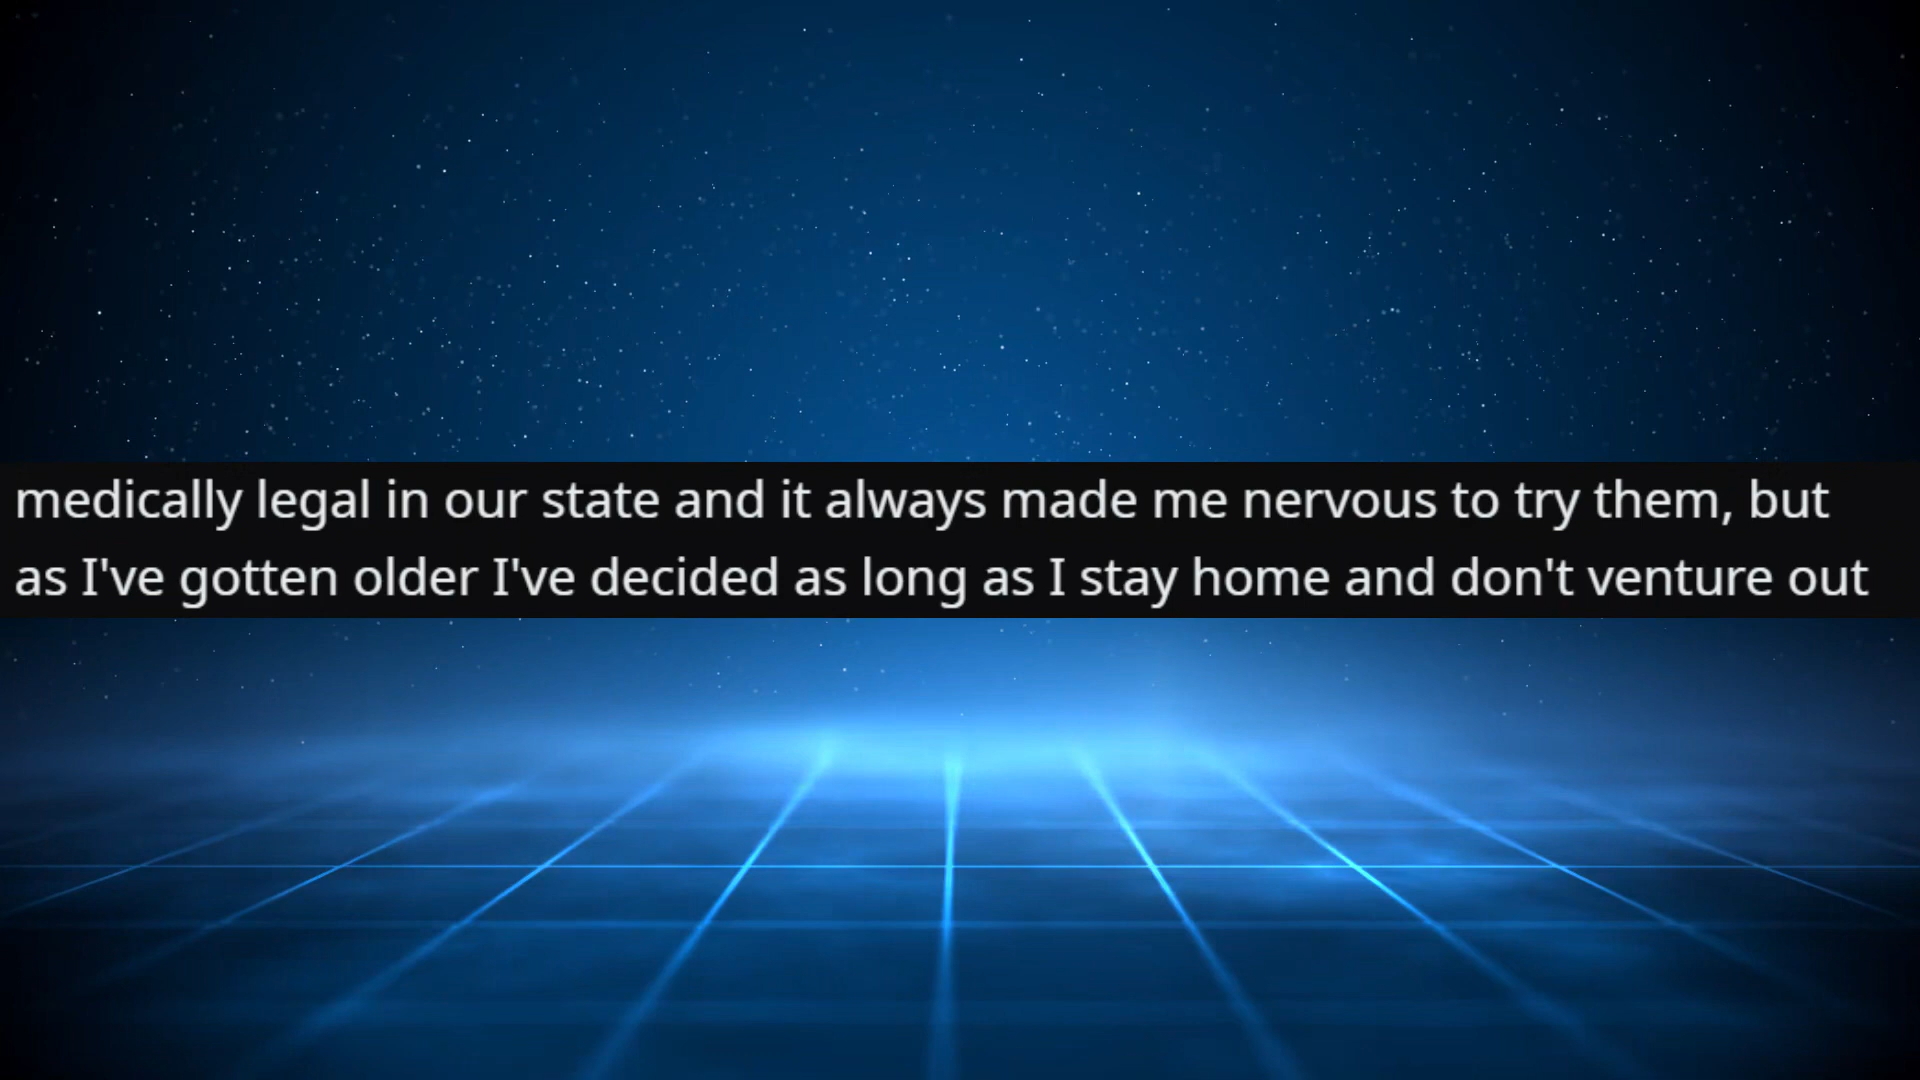 medically legal in our state and it always made me nervous to try them, but
as I've gotten older I've decided as long as I stay home and don't venture out